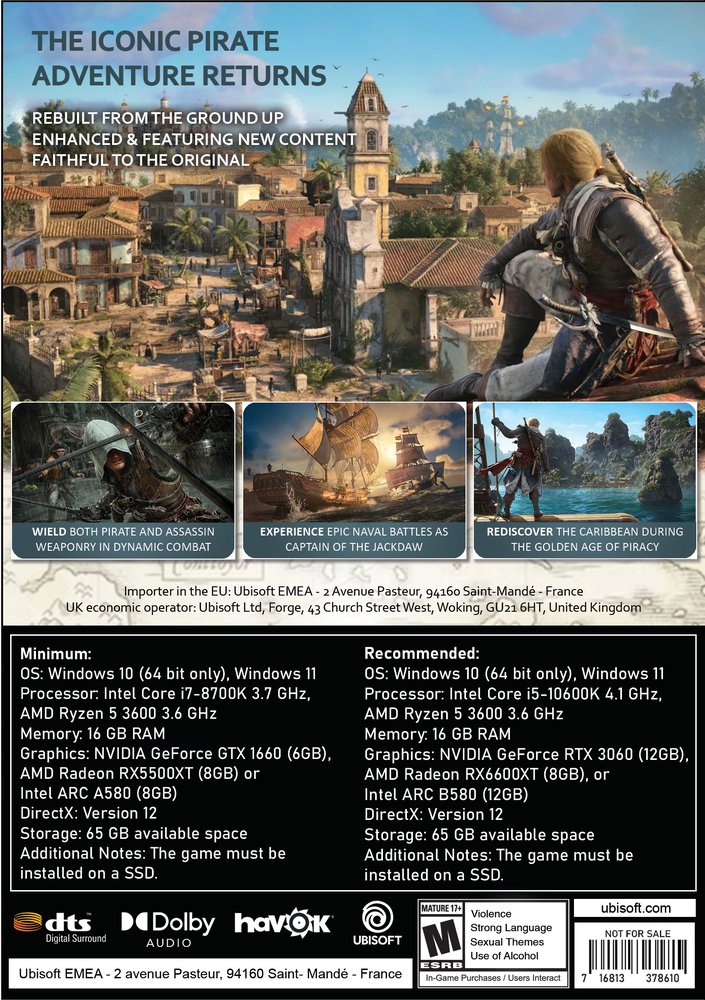 THE ICONIC PIRATE
ADVENTURE RETURNS
REBUILT FROM THE GROUND UP
ENHANCED & FEATURING NEW CONTENT
FAITHFUL TO THE ORIGINAL
WIELD BOTH PIRATE AND ASSASSIN
WEAPONRY IN DYNAMIC COMBAT
EXPERIENCE EPIC NAVAL BATTLES AS
CAPTAIN OF THE JACKDAW
REDISCOVER THE CARIBBEAN DURING
THE GOLDEN AGE OF PIRACY
Importer in the EU: Ubisoft EMEA - 2 Avenue Pasteur, 94160 Saint-Mandé - France
UK economic operator: Ubisoft Ltd, Forge, 43 Church Street West, Woking, GU21 6HT, United Kingdom
Minimum:
OS: Windows 10 (64 bit only), Windows 11
Processor: Intel Core i7-8700K 3.7 GHz,
AMD Ryzen 5 3600 3.6 GHz
Memory: 16 GB RAM
Graphics: NVIDIA GeForce GTX 1660 (6GB),
AMD Radeon RX5500XT (8GB) or
Intel ARC A580 (8GB)
DirectX: Version 12
Storage: 65 GB available space
Additional Notes: The game must be
installed on a SSD.
Recommended:
OS: Windows 10 (64 bit only), Windows 11
Processor: Intel Core i5-10600K 4.1 GHz,
AMD Ryzen 5 3600 3.6 GHz
Memory: 16 GB RAM
Graphics: NVIDIA GeForce RTX 3060 (12GB),
AMD Radeon RX6600XT (8GB), or
Intel ARC B580 (12GB)
DirectX: Version 12
Storage: 65 GB available space
Additional Notes: The game must be
installed on a SSD.
dts™
Digital Surround
Dolby
AUDIO
havok
UBISOFT
Ubisoft EMEA - 2 avenue Pasteur, 94160 Saint- Mandé - France
MATURE 17+
M
ESRB
Violence
Strong Language
Sexual Themes
Use of Alcohol
In-Game Purchases / Users Interact
ubisoft.com
NOT FOR SALE
7 16813 378610